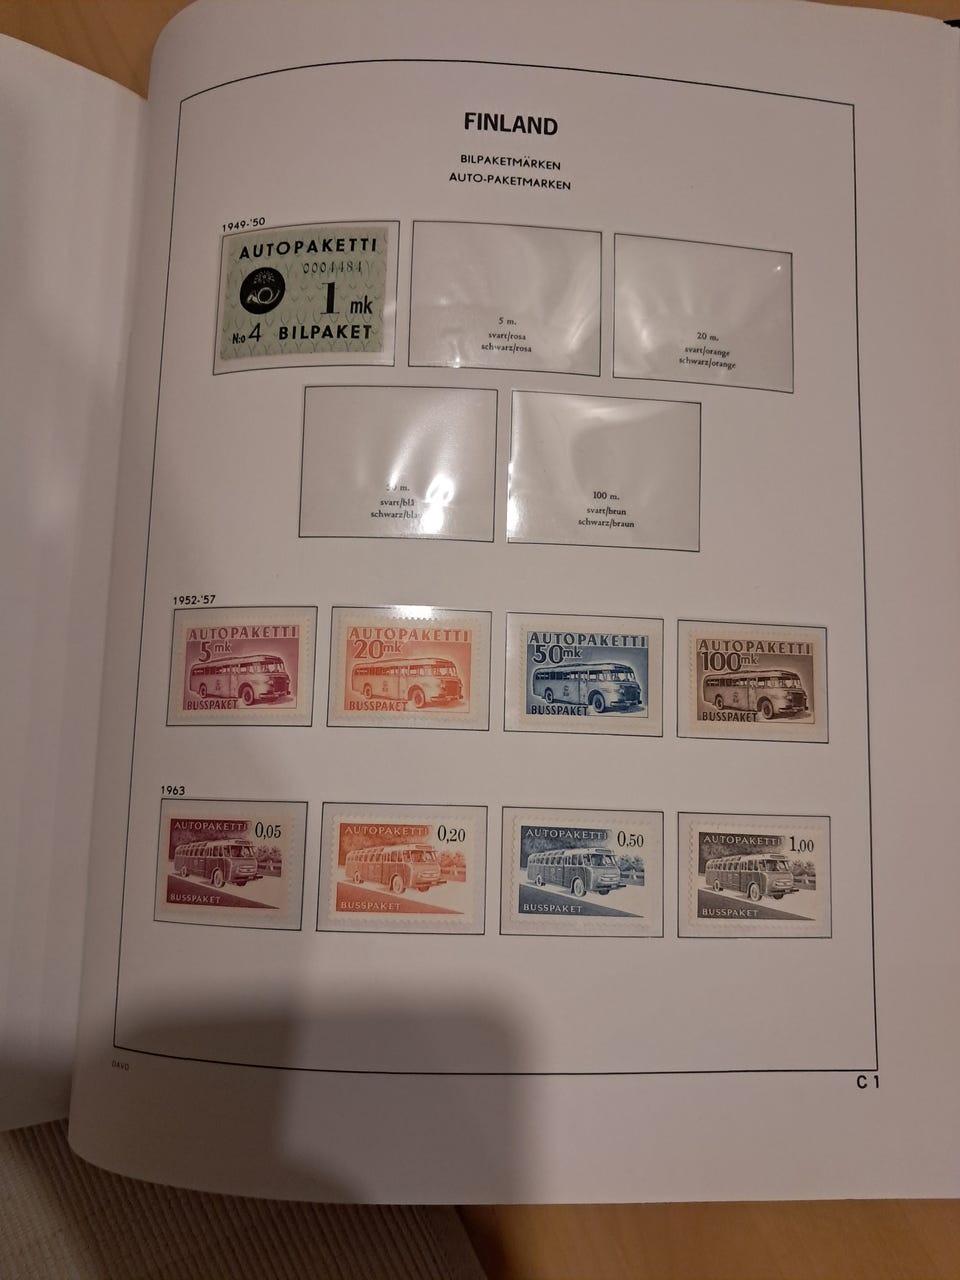 FINLAND
BILPAKETMÄRKEN
AUTO-PAKETMARKEN
1949-'50
AUTOPAKETTI
0004484
1 mk
N:o 4 BILPAKET
5 m.
svart/rosa
schwarz/rosa
20 m.
svart/orange
schwarz/orange
m.
svart/blå
100 m.
svart/brun
schwarz/braun
1952-'57
AUTOPAKETTI
5 mk
BUSSPAKET
AUTOPAKETTI
20 mk
BUSSPAKET
AUTOPAKETTI
50 mk
BUSSPAKET
AUTOPAKETTI
100 mk
BUSSPAKET
1963
AUTOPAKETTI 0,05
BUSSPAKET
AUTOPAKETTI 0,20
BUSSPAKET
AUTOPAKETTI 0,50
BUSSPAKET
AUTOPAKETTI 1,00
BUSSPAKET
DAVO
C 1